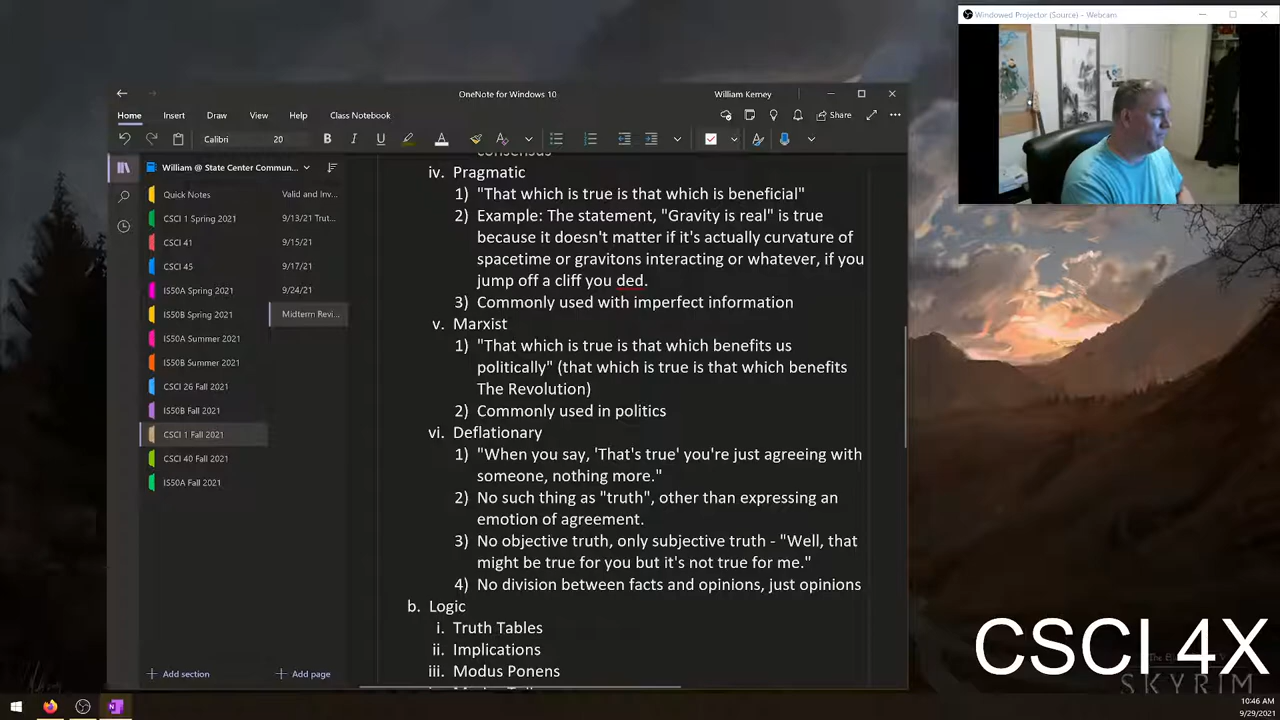 Windowed Projector (Source) - Webcam
OneNote for Windows 10
William Kerney
Home
Insert
Draw
View
Help
Class Notebook
Share
Calibri
20
B
I
U
A
William @ State Center Commun...
Quick Notes
CSCI 1 Spring 2021
CSCI 41
CSCI 45
IS50A Spring 2021
IS50B Spring 2021
IS50A Summer 2021
IS50B Summer 2021
CSCI 26 Fall 2021
IS50B Fall 2021
CSCI 1 Fall 2021
CSCI 40 Fall 2021
IS50A Fall 2021
Add section
Valid and Inv...
9/13/21 Trut...
9/15/21
9/17/21
9/24/21
Midterm Revi...
Add page
consensus
iv. Pragmatic
1) "That which is true is that which is beneficial"
2) Example: The statement, "Gravity is real" is true
because it doesn't matter if it's actually curvature of
spacetime or gravitons interacting or whatever, if you
jump off a cliff you ded.
3) Commonly used with imperfect information
v. Marxist
1) "That which is true is that which benefits us
politically" (that which is true is that which benefits
The Revolution)
2) Commonly used in politics
vi. Deflationary
1) "When you say, 'That's true' you're just agreeing with
someone, nothing more."
2) No such thing as "truth", other than expressing an
emotion of agreement.
3) No objective truth, only subjective truth - "Well, that
might be true for you but it's not true for me."
4) No division between facts and opinions, just opinions
b. Logic
i. Truth Tables
ii. Implications
iii. Modus Ponens
CSCI 4X
SKYRIM
10:46 AM
9/29/2021